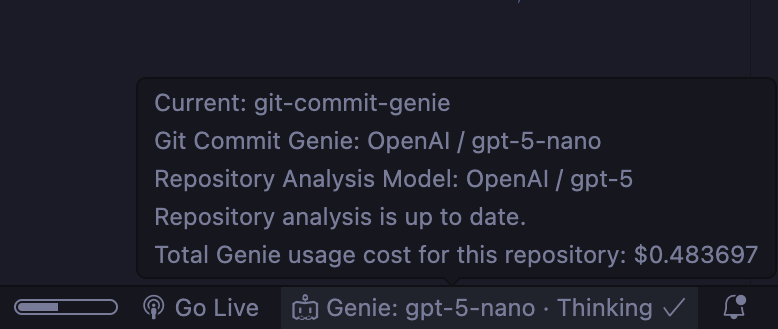 Current: git-commit-genie
Git Commit Genie: OpenAI / gpt-5-nano
Repository Analysis Model: OpenAI / gpt-5
Repository analysis is up to date.
Total Genie usage cost for this repository: $0.483697
Go Live Genie: gpt-5-nano · Thinking ✓